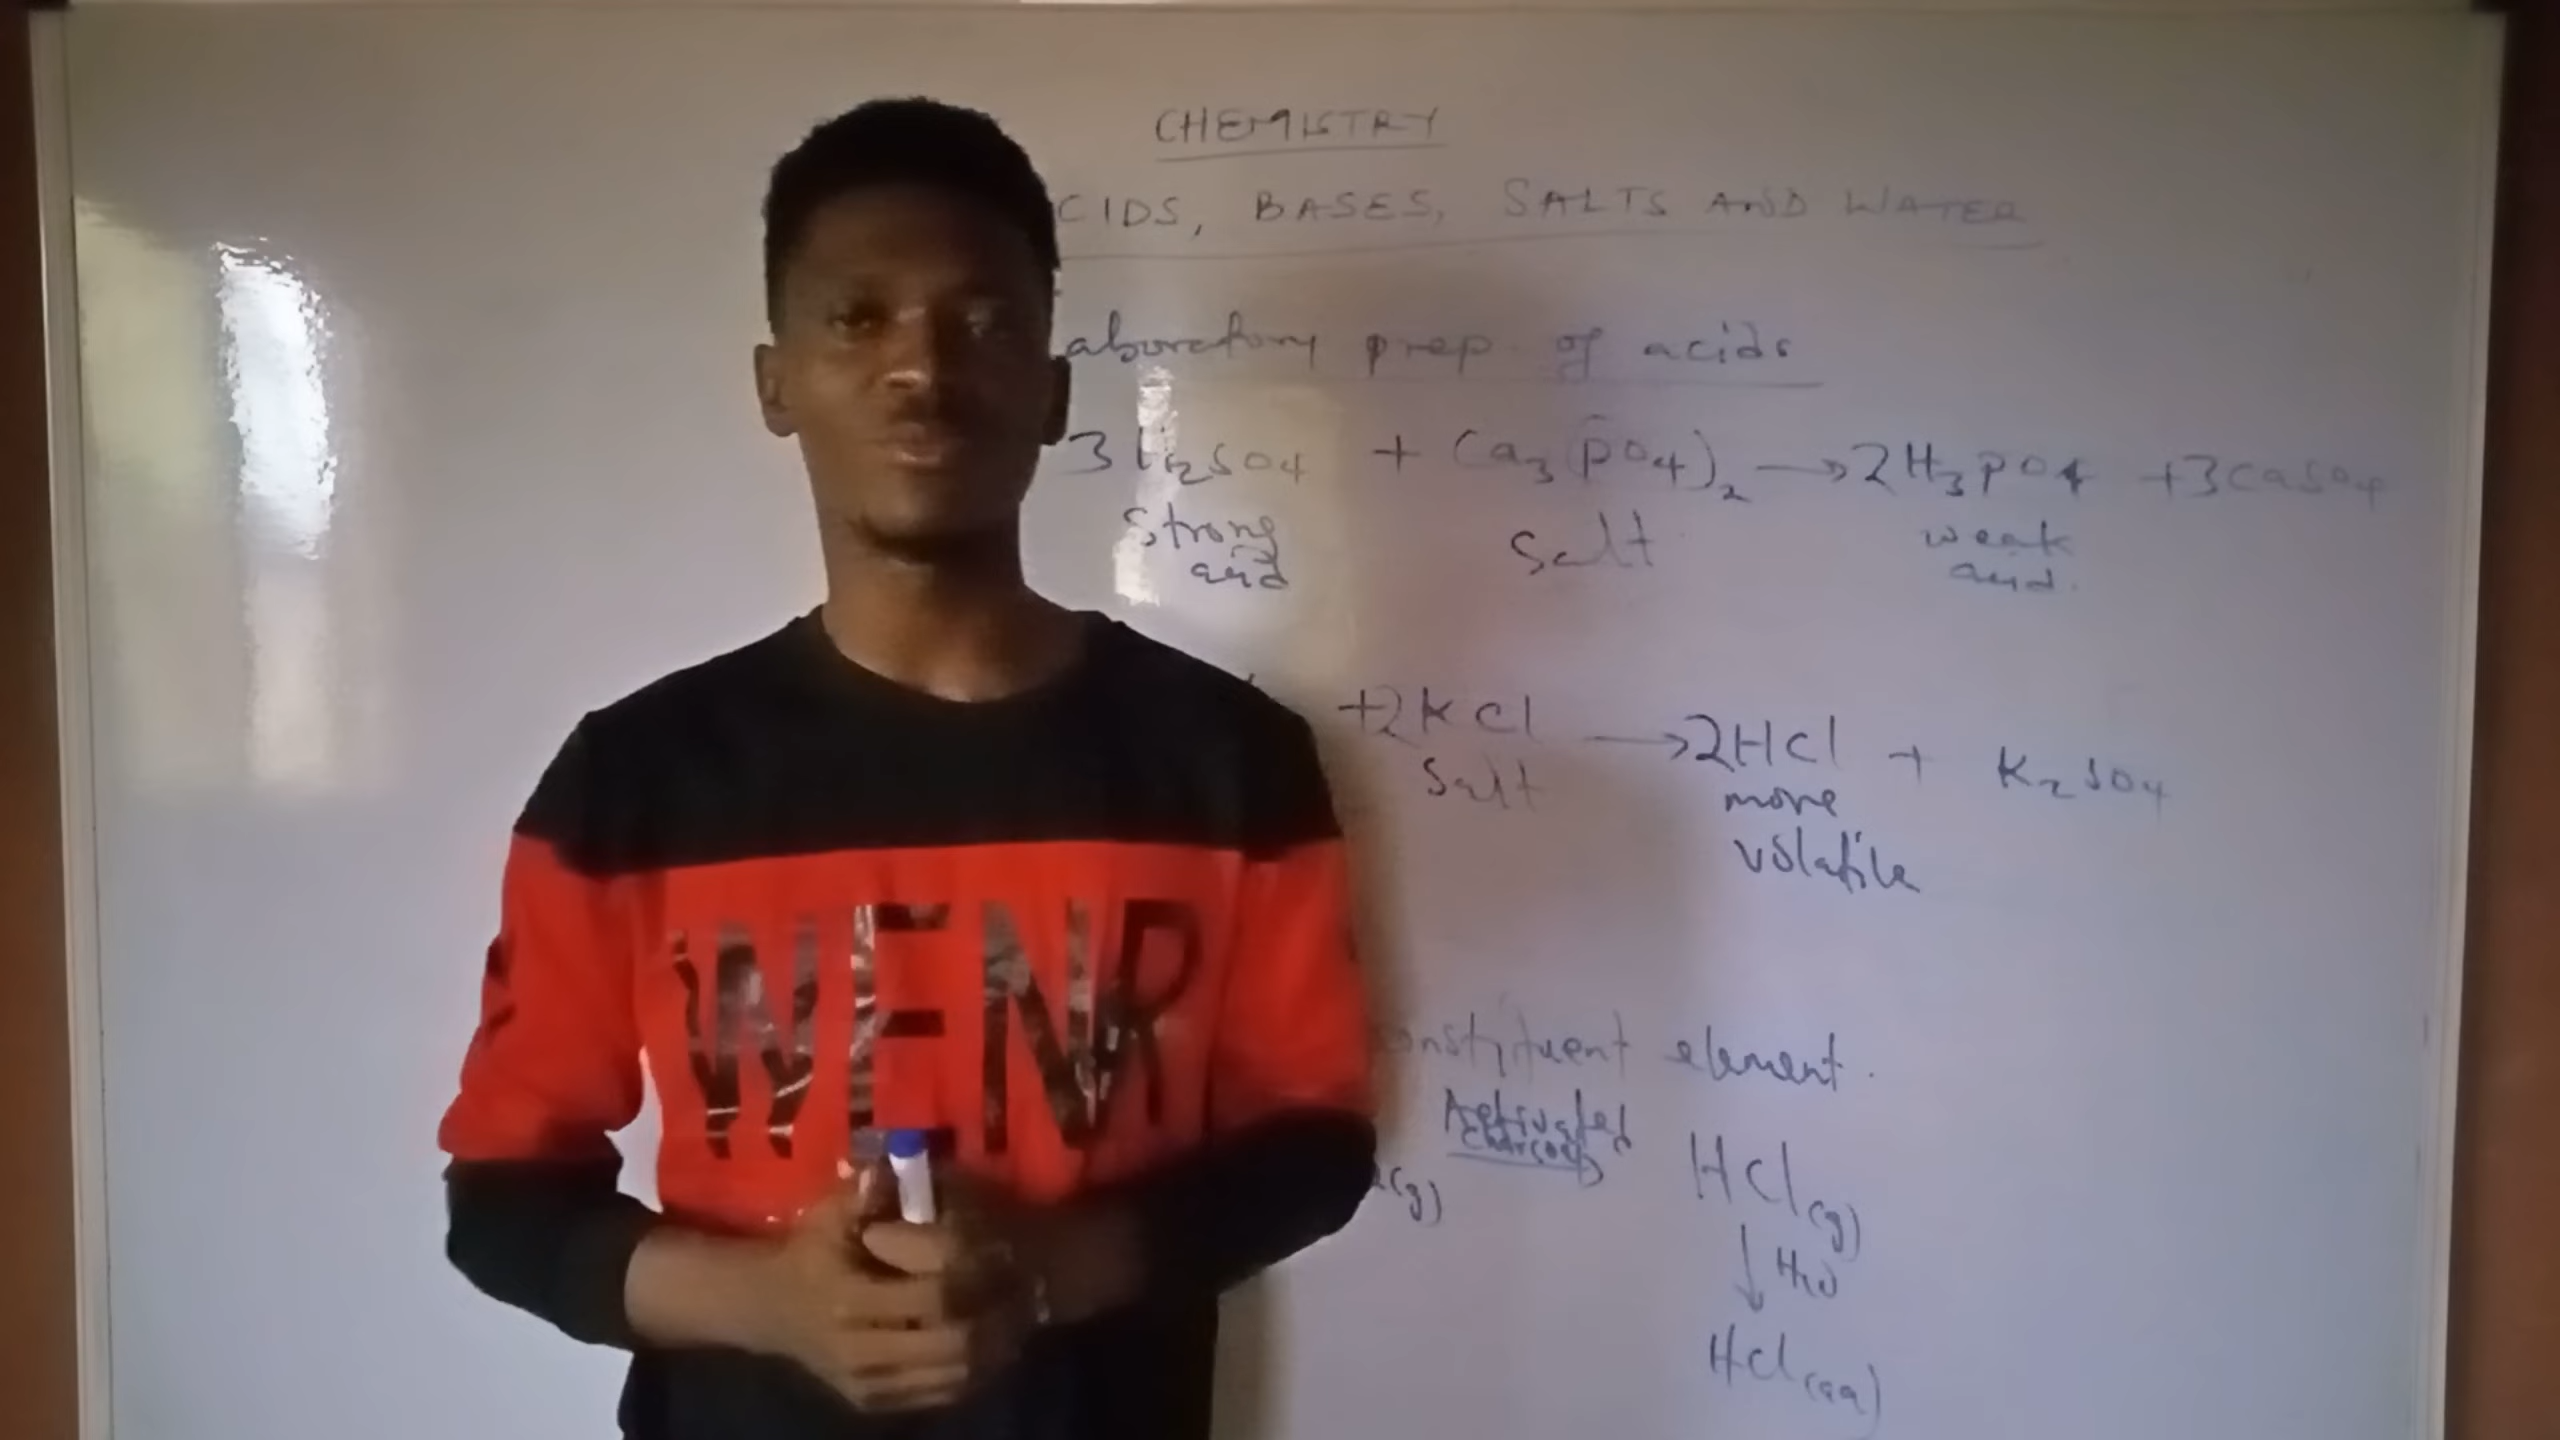 CHEMISTRY
CIDS, BASES, SALTS AND WATER
aboratory prep of acids
3H₂SO₄ + Ca₃(PO₄)₂ → 2H₃PO₄ + 3CaSO₄
Strong acid Salt weak acid.
+2KCl → 2HCl + K₂SO₄
Salt more volatile
onstituent element.
Activated charcoal
(g) HCl(g)
↓ H₂O
HCl(aq)
WENR